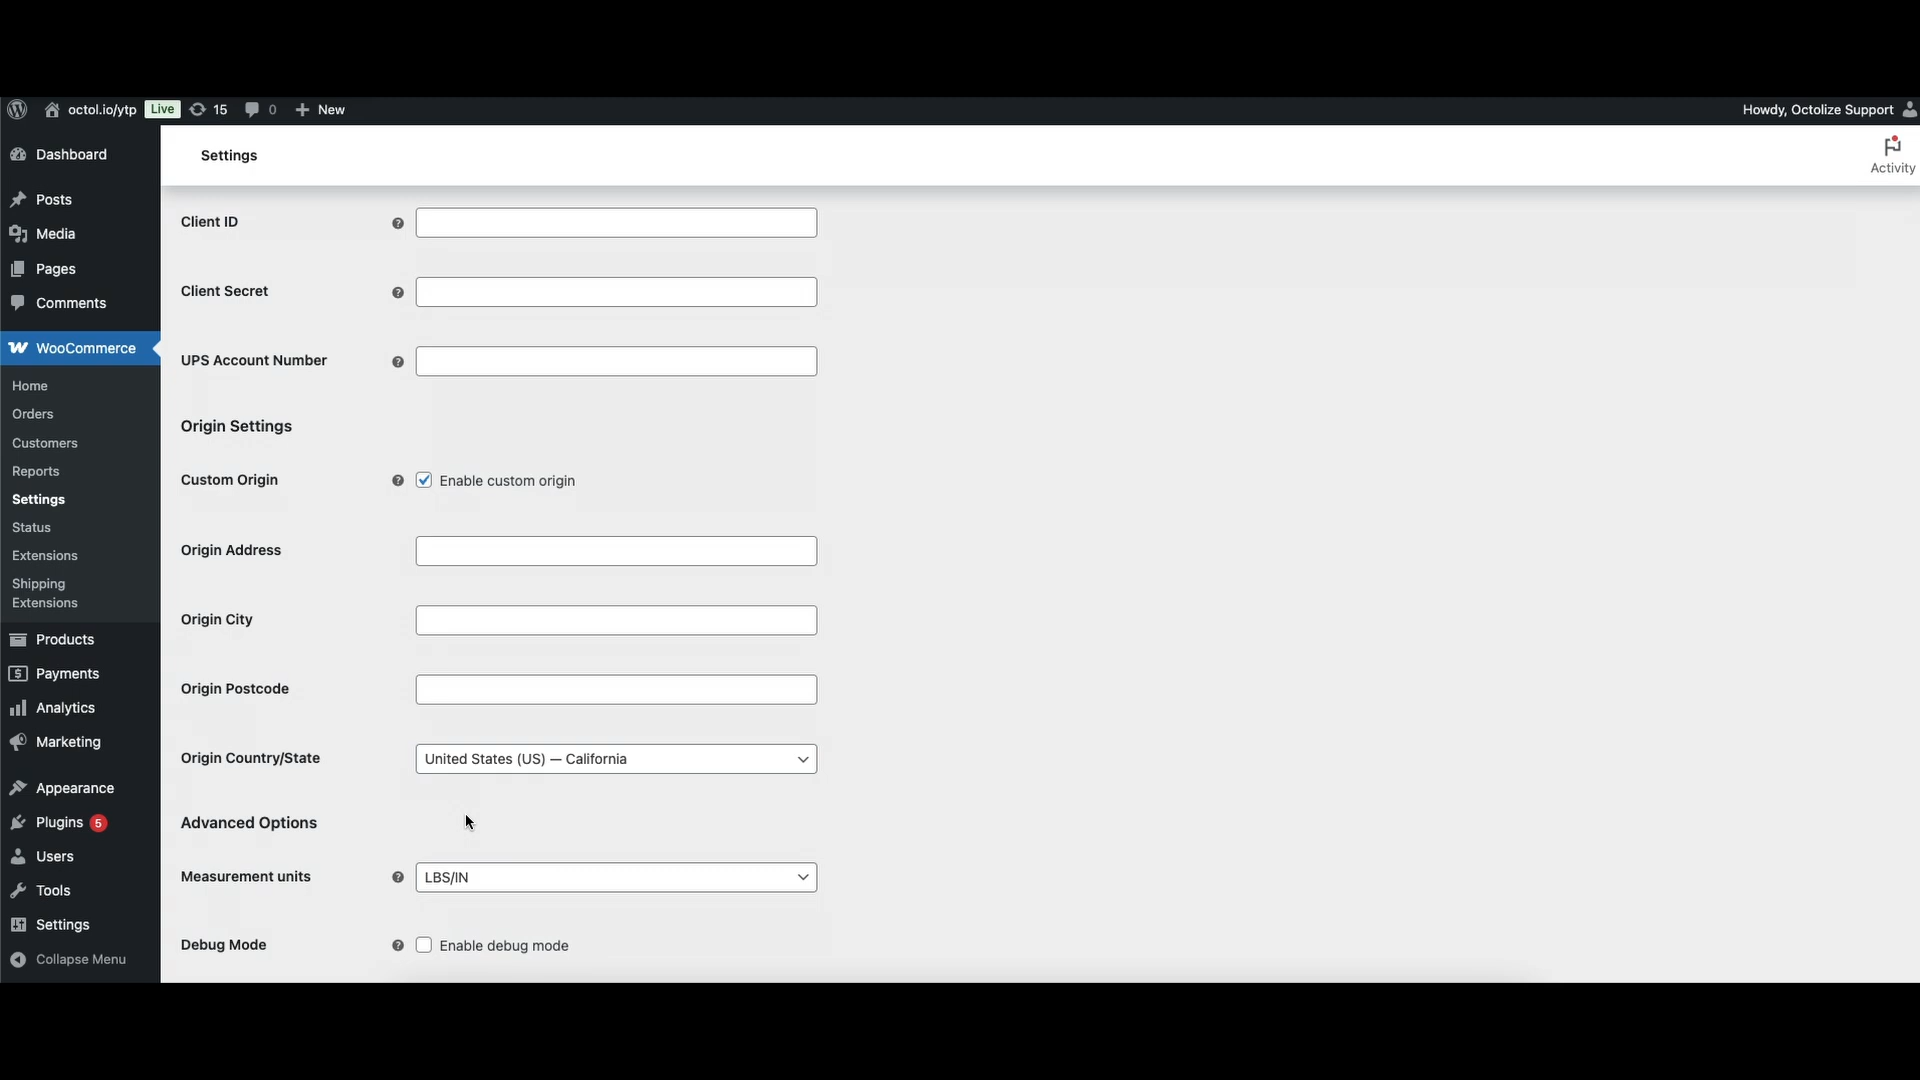 octol.io/ytp Live 15 0 New Howdy, Octolize Support
Dashboard
Posts
Media
Pages
Comments
WooCommerce
Home
Orders
Customers
Reports
Settings
Status
Extensions
Shipping
Extensions
Products
Payments
Analytics
Marketing
Appearance
Plugins 5
Users
Tools
Settings
Collapse Menu
Settings
Activity
Client ID
Client Secret
UPS Account Number
Origin Settings
Custom Origin Enable custom origin
Origin Address
Origin City
Origin Postcode
Origin Country/State United States (US) — California
Advanced Options
Measurement units LBS/IN
Debug Mode Enable debug mode